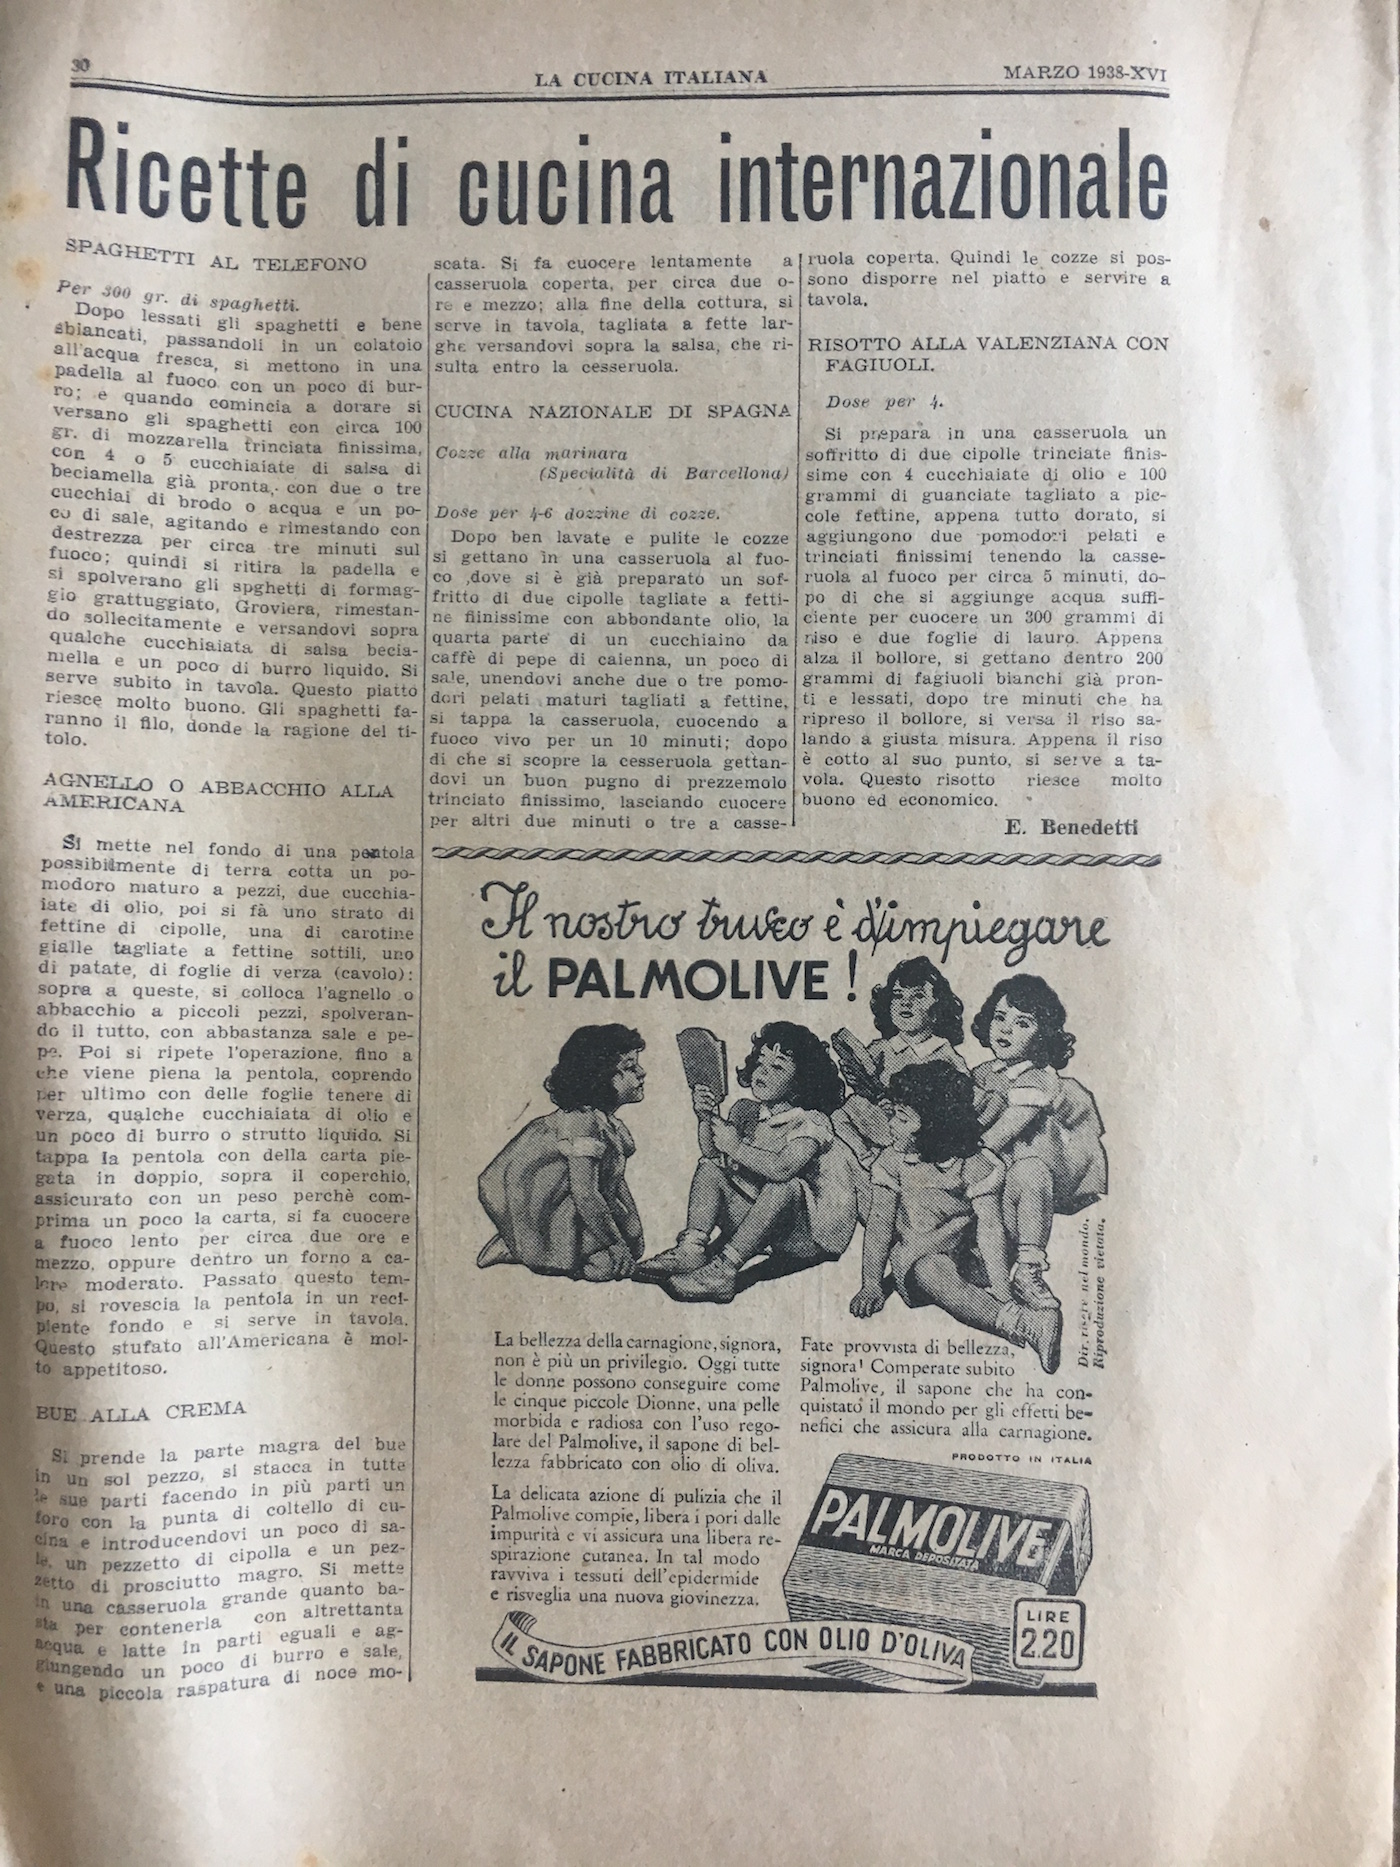 30
LA CUCINA ITALIANA
MARZO 1938-XVI
Ricette di cucina internazionale
SPAGHETTI AL TELEFONO
Per 300 gr. di spaghetti.
Dopo lessati gli spaghetti e bene
sbiancati, passandoli in un colatoio
all'acqua fresca, si mettono in una
padella al fuoco con un poco di bur-
ro; e quando comincia a dorare si
versano gli spaghetti con circa 100
gr. di mozzarella trinciata finissima,
con 4 o 5 cucchiaiate di salsa di
beciamella già pronta, con due o tre
cucchiai di brodo o acqua e un po-
co di sale, agitando e rimestando con
destrezza per circa tre minuti sul
fuoco; quindi si ritira la padella e
si spolverano gli spghetti di formag-
gio grattuggiato, Groviera, rimestan-
do sollecitamente e versandovi sopra
qualche cucchiaiata di salsa becia-
mella e un poco di burro liquido. Si
serve subito in tavola. Questo piatto
riesce molto buono. Gli spaghetti fa-
ranno il filo, donde la ragione del ti-
tolo.
AGNELLO O ABBACCHIO ALLA
AMERICANA
Si mette nel fondo di una pentola
possibilmente di terra cotta un po-
modoro maturo a pezzi, due cucchia-
iate di olio, poi si fà uno strato di
fettine di cipolle, una di carotine
gialle tagliate a fettine sottili, uno
di patate, di foglie di verza (cavolo):
sopra a queste, si colloca l'agnello o
abbacchio a piccoli pezzi, spolveran-
do il tutto, con abbastanza sale e pe-
pe. Poi si ripete l'operazione, fino a
che viene piena la pentola, coprendo
per ultimo con delle foglie tenere di
verza, qualche cucchiaiata di olio e
un poco di burro o strutto liquido. Si
tappa la pentola con della carta pie-
gata in doppio, sopra il coperchio,
assicurato con un peso perchè com-
prima un poco la carta, si fa cuocere
a fuoco lento per circa due ore e
mezzo, oppure dentro un forno a ca-
lore moderato. Passato questo tem-
po, si rovescia la pentola in un reci-
piente fondo e si serve in tavola.
Questo stufato all'Americana è mol-
to appetitoso.
BUE ALLA CREMA
Si prende la parte magra del bue
in un sol pezzo, si stacca in tutte
le sue parti facendo in più parti un
foro con la punta di coltello di cu-
cina e introducendovi un poco di sa-
le, un pezzetto di cipolla e un pez-
zetto di prosciutto magro. Si mette
in una casseruola grande quanto ba-
sta per conteneria con altrettanta
acqua e latte in parti eguali e ag-
giungendo un poco di burro e sale,
e una piccola raspatura di noce mo-
scata. Si fa cuocere lentamente a
casseruola coperta, per circa due o-
re e mezzo; alla fine della cottura, si
serve in tavola, tagliata a fette lar-
ghe versandovi sopra la salsa, che ri-
sulta entro la cesseruola.
CUCINA NAZIONALE DI SPAGNA
Cozze alla marinara
(Specialità di Barcellona)
Dose per 4-6 dozzine di cozze.
Dopo ben lavate e pulite le cozze
si gettano in una casseruola al fuo-
co ,dove si è già preparato un sof-
fritto di due cipolle tagliate a fetti-
ne fiinissime con abbondante olio, la
quarta parte di un cucchiaino da
caffè di pepe di caienna, un poco di
sale, unendovi anche due o tre pomo-
dori pelati maturi tagliati a fettine,
si tappa la casseruola, cuocendo a
fuoco vivo per un 10 minuti; dopo
di che si scopre la cesseruola gettan-
dovi un buon pugno di prezzemolo
trinciato finissimo, lasciando cuocere
per altri due minuti o tre a casse-
ruola coperta. Quindi le cozze si pos-
sono disporre nel piatto e servire a
tavola.
RISOTTO ALLA VALENZIANA CON
FAGIUOLI.
Dose per 4.
Si prepara in una casseruola un
soffritto di due cipolle trinciate finis-
sime con 4 cucchiaiate di olio e 100
grammi di guanciate tagliato a pic-
cole fettine, appena tutto dorato, si
aggiungono due pomodori pelati e
trinciati finissimi tenendo la casse-
ruola al fuoco per circa 5 minuti, do-
po di che si aggiunge acqua suffi-
ciente per cuocere un 300 grammi di
riso e due foglie di lauro. Appena
alza il bollore, si gettano dentro 200
grammi di fagiuoli bianchi già pron-
ti e lessati, dopo tre minuti che ha
ripreso il bollore, si versa il riso sa-
lando a giusta misura. Appena il riso
è cotto al suo punto, si serve a ta-
vola. Questo risotto riesce molto
buono ed economico.
E. Benedetti
Il nostro trucco è d'impiegare
il PALMOLIVE!
Dir. riserv. nel mondo.
Riproduzione vietata.
La bellezza della carnagione, signora,
non è più un privilegio. Oggi tutte
le donne possono conseguire come
le cinque piccole Dionne, una pelle
morbida e radiosa con l'uso rego-
lare del Palmolive, il sapone di bel-
lezza fabbricato con olio di oliva.
La delicata azione di pulizia che il
Palmolive compie, libera i pori dalle
impurità e vi assicura una libera re-
spirazione cutanea. In tal modo
ravviva i tessuti dell'epidermide
e risveglia una nuova giovinezza.
Fate provvista di bellezza,
signora! Comperate subito
Palmolive, il sapone che ha con-
quistato il mondo per gli effetti be-
nefici che assicura alla carnagione.
PRODOTTO IN ITALIA
PALMOLIVE
MARCA DEPOSITATA
LIRE
2.20
IL SAPONE FABBRICATO CON OLIO D'OLIVA